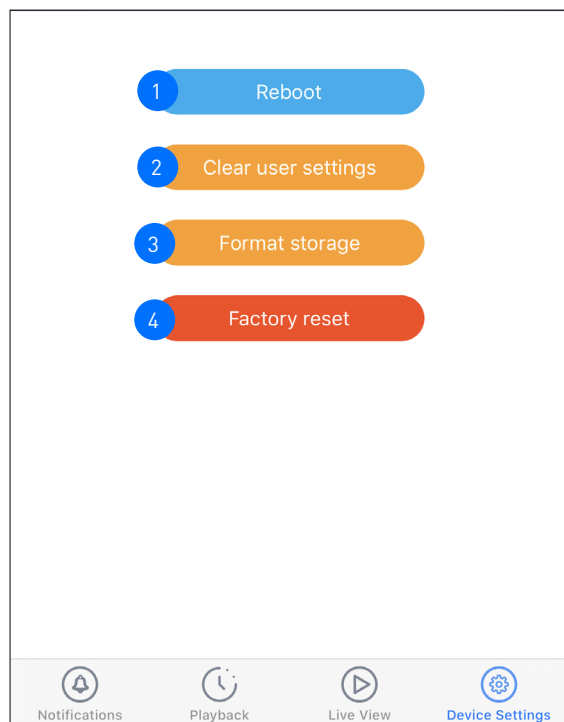 1 Reboot
2 Clear user settings
3 Format storage
4 Factory reset
Notifications Playback Live View Device Settings